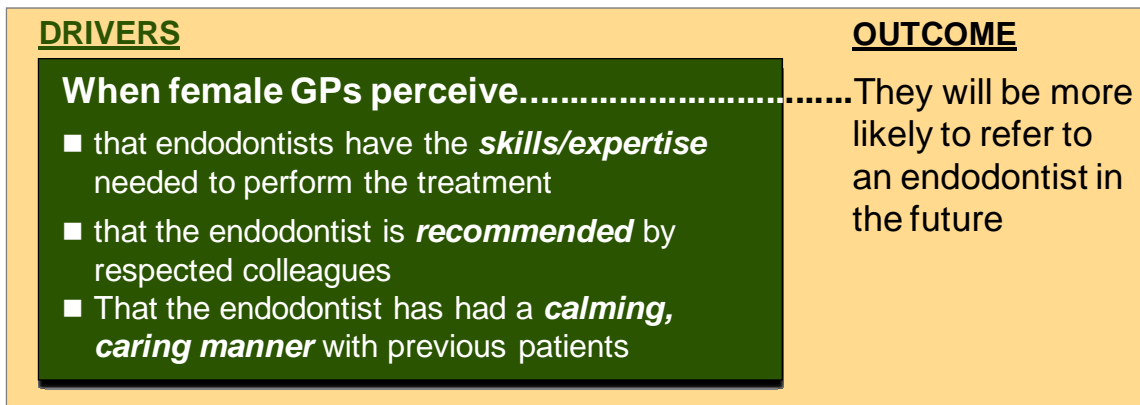 DRIVERS
When female GPs perceive..................................
■ that endodontists have the skills/expertise
needed to perform the treatment
■ that the endodontist is recommended by
respected colleagues
■ That the endodontist has had a calming,
caring manner with previous patients
OUTCOME
They will be more
likely to refer to
an endodontist in
the future